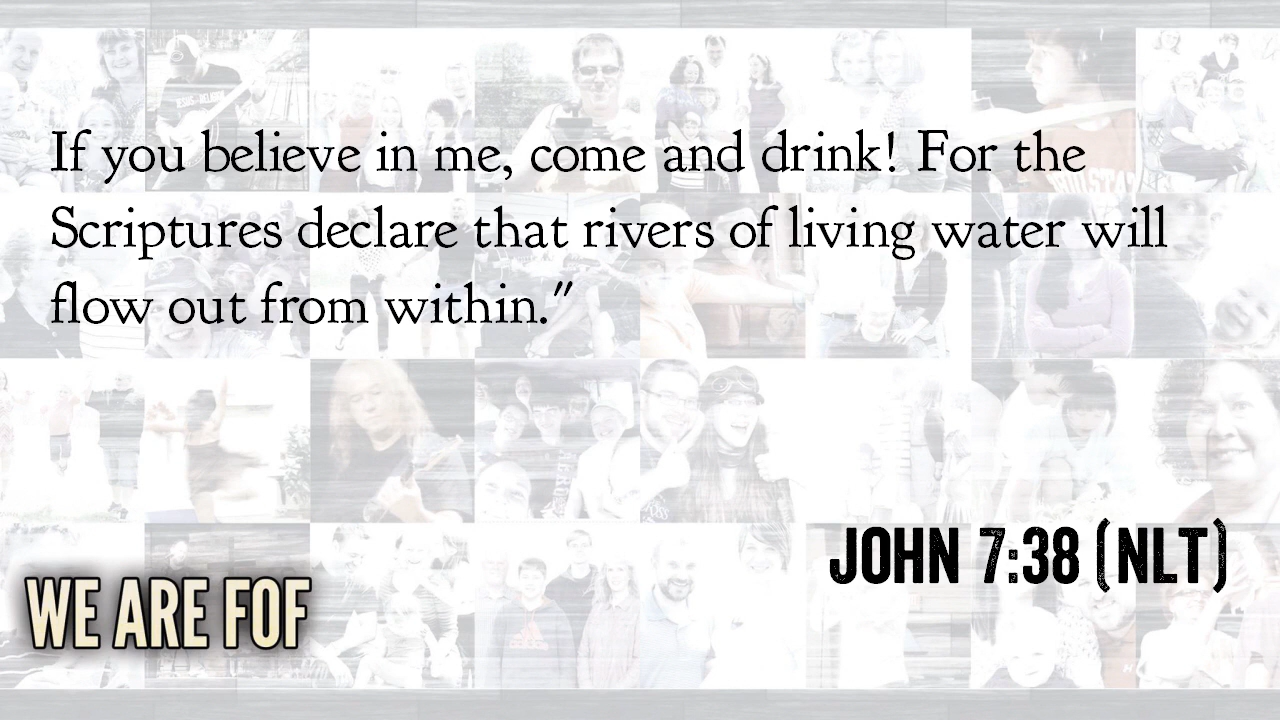 If you believe in me, come and drink! For the
Scriptures declare that rivers of living water will
flow out from within."
JOHN 7:38 (NLT)
WE ARE FOF